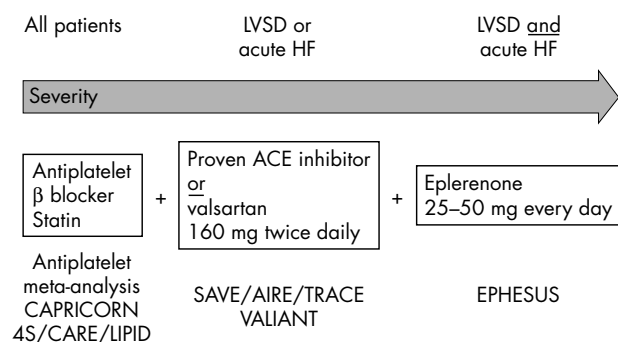 All patients
LVSD or
acute HF
LVSD and
acute HF
Severity
Antiplatelet
β blocker
Statin
+
Proven ACE inhibitor
or
valsartan
160 mg twice daily
+
Eplerenone
25–50 mg every day
Antiplatelet
meta-analysis
CAPRICORN
4S/CARE/LIPID
SAVE/AIRE/TRACE
VALIANT
EPHESUS